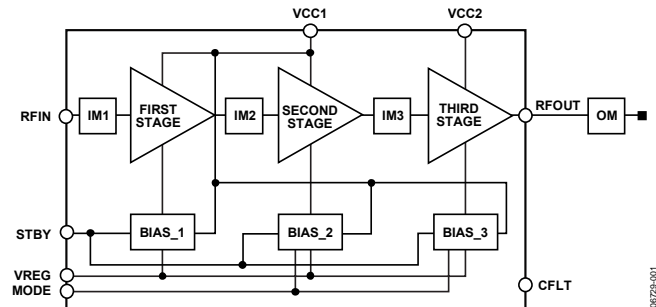 VCC1 VCC2
RFIN IM1 FIRST STAGE IM2 SECOND STAGE IM3 THIRD STAGE RFOUT OM
STBY BIAS_1 BIAS_2 BIAS_3
VREG
MODE CFLT
06729-001